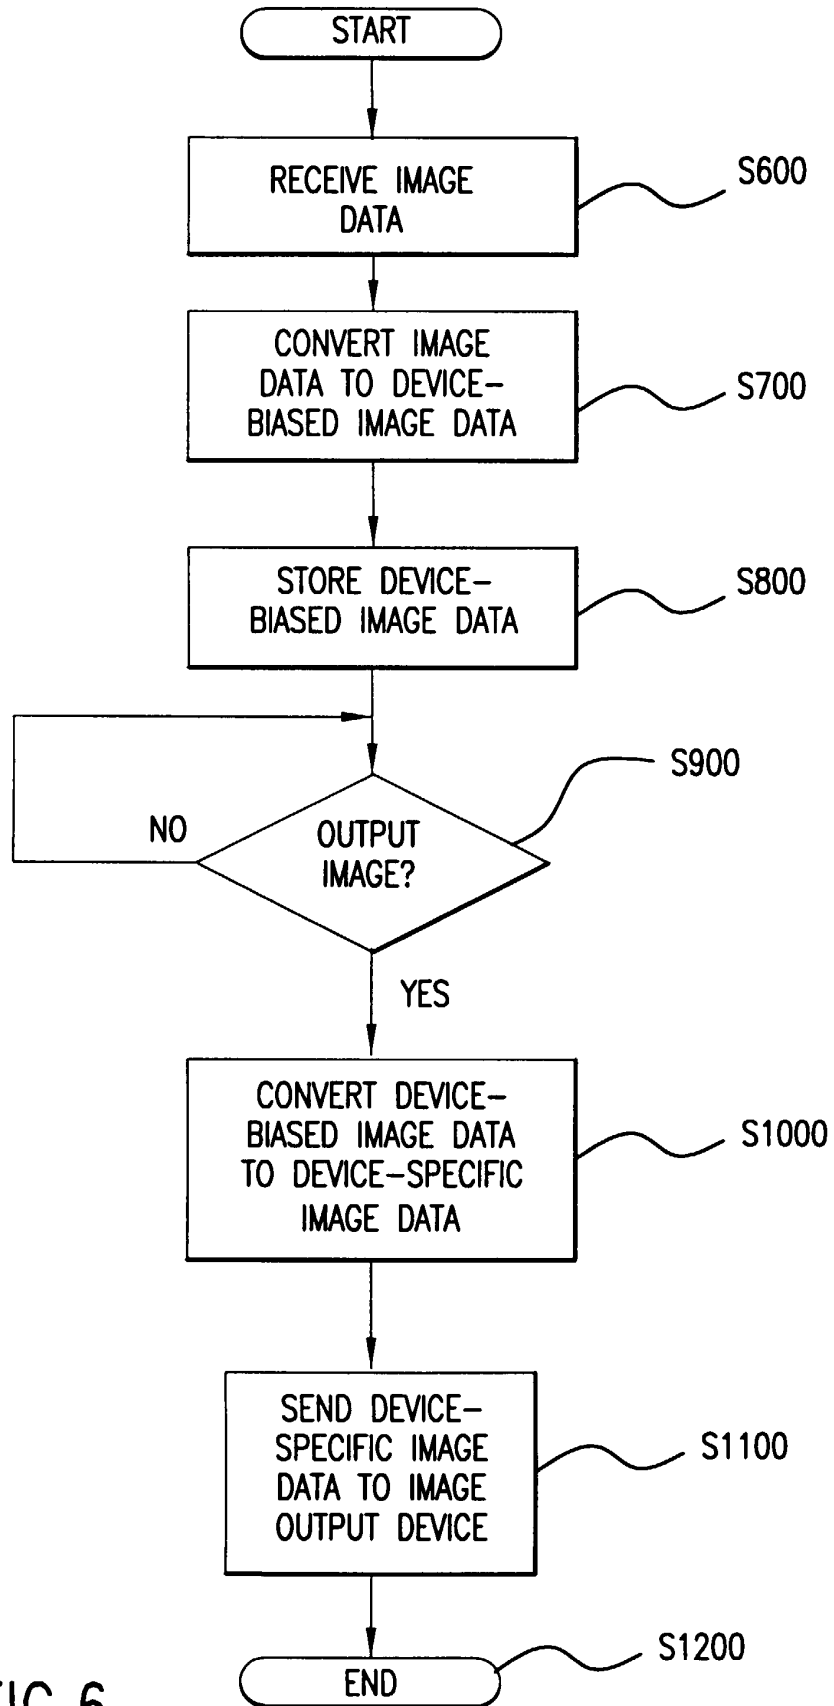 START
RECEIVE IMAGE
DATA
S600
CONVERT IMAGE
DATA TO DEVICE-
BIASED IMAGE DATA
S700
STORE DEVICE-
BIASED IMAGE DATA
S800
S900
NO
OUTPUT
IMAGE?
YES
CONVERT DEVICE-
BIASED IMAGE DATA
TO DEVICE-SPECIFIC
IMAGE DATA
S1000
SEND DEVICE-
SPECIFIC IMAGE
DATA TO IMAGE
OUTPUT DEVICE
S1100
END
S1200
FIG. 6